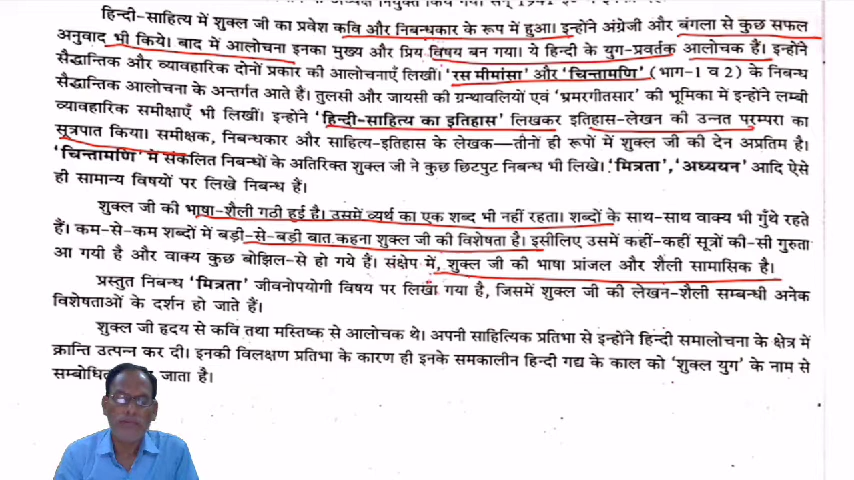 हिन्दी-साहित्य में शुक्ल जी का प्रवेश कवि और निबन्धकार के रूप में हुआ। इन्होंने अंग्रेजी और बंगला से कुछ सफल
अनुवाद भी किये। बाद में आलोचना इनका मुख्य और प्रिय विषय बन गया। ये हिन्दी के युग-प्रवर्तक आलोचक हैं। इन्होंने
सैद्धान्तिक और व्यावहारिक दोनों प्रकार की आलोचनाएँ लिखीं। 'रस मीमांसा' और 'चिन्तामणि' (भाग-1 व 2) के निबन्ध
सैद्धान्तिक आलोचना के अन्तर्गत आते हैं। तुलसी और जायसी की ग्रन्थावलियों एवं 'भ्रमरगीतसार' की भूमिका में इन्होंने लम्बी
व्यावहारिक समीक्षाएँ भी लिखीं। इन्होंने 'हिन्दी-साहित्य का इतिहास' लिखकर इतिहास-लेखन की उन्नत परम्परा का
सूत्रपात किया। समीक्षक, निबन्धकार और साहित्य-इतिहास के लेखक—तीनों ही रूपों में शुक्ल जी की देन अप्रतिम है।
'चिन्तामणि' में संकलित निबन्धों के अतिरिक्त शुक्ल जी ने कुछ छिटपुट निबन्ध भी लिखे। 'मित्रता', 'अध्ययन' आदि ऐसे
ही सामान्य विषयों पर लिखे निबन्ध हैं।
शुक्ल जी की भाषा-शैली गठी हुई है। उसमें व्यर्थ का एक शब्द भी नहीं रहता। शब्दों के साथ-साथ वाक्य भी गुँथे रहते
हैं। कम-से-कम शब्दों में बड़ी-से-बड़ी बात कहना शुक्ल जी की विशेषता है। इसीलिए उसमें कहीं-कहीं सूत्रों की-सी गुरुता
आ गयी है और वाक्य कुछ बोझिल-से हो गये हैं। संक्षेप में, शुक्ल जी की भाषा प्रांजल और शैली सामासिक है।
प्रस्तुत निबन्ध 'मित्रता' जीवनोपयोगी विषय पर लिखा गया है, जिसमें शुक्ल जी की लेखन-शैली सम्बन्धी अनेक
विशेषताओं के दर्शन हो जाते हैं।
शुक्ल जी हृदय से कवि तथा मस्तिष्क से आलोचक थे। अपनी साहित्यिक प्रतिभा से इन्होंने हिन्दी समालोचना के क्षेत्र में
क्रान्ति उत्पन्न कर दी। इनकी विलक्षण प्रतिभा के कारण ही इनके समकालीन हिन्दी गद्य के काल को 'शुक्ल युग' के नाम से
जाता है।